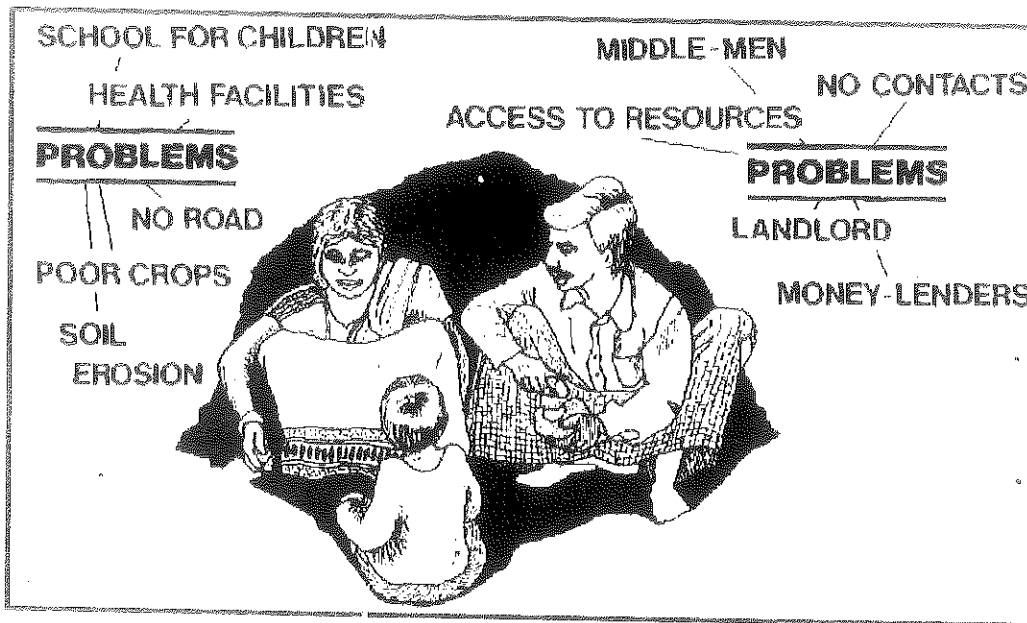 SCHOOL FOR CHILDREN
HEALTH FACILITIES
PROBLEMS
NO ROAD
POOR CROPS
SOIL
EROSION
MIDDLE-MEN
NO CONTACTS
ACCESS TO RESOURCES
PROBLEMS
LANDLORD
MONEY-LENDERS